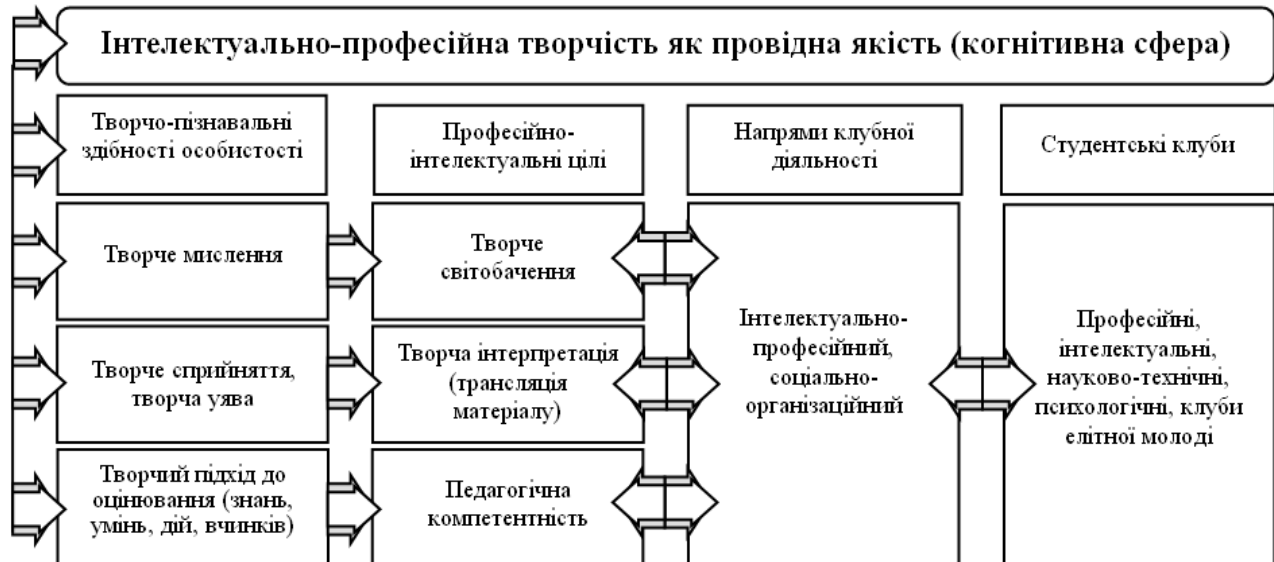 Інтелектуально-професійна творчість як провідна якість (когнітивна сфера)
Творчо-пізнавальні
здібності особистості
Професійно-
інтелектуальні цілі
Напрями клубної
діяльності
Студентські клуби
Творче мислення
Творче
світобачення
Творче сприйняття,
творча уява
Творча інтерпретація
(трансляція
матеріалу)
Творчий підхід до
оцінювання (знань,
умінь, дій, вчинків)
Педагогічна
компетентність
Інтелектуально-
професійний,
соціально-
організаційний
Професійні,
інтелектуальні,
науково-технічні,
психологічні, клуби
елітної молоді